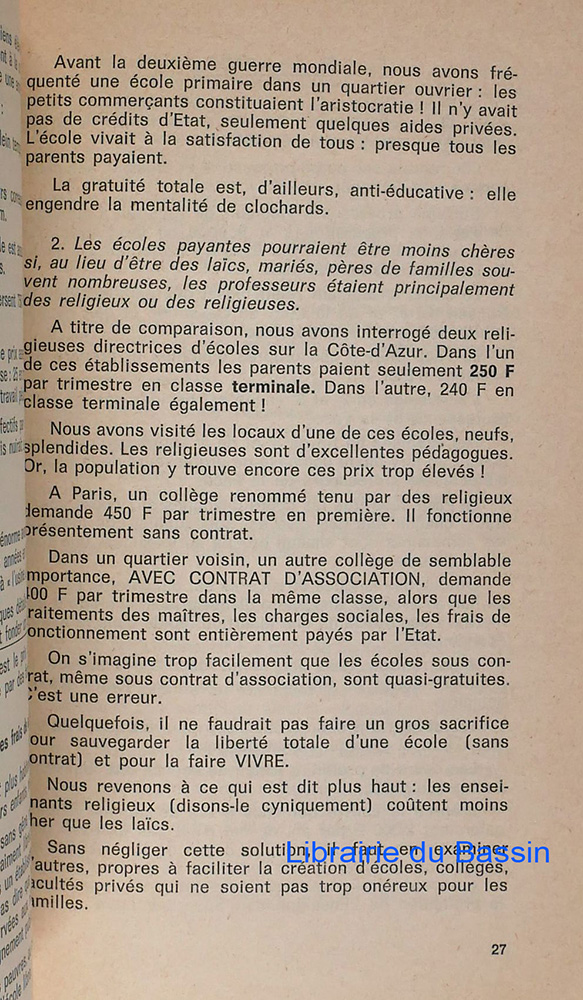 Avant la deuxième guerre mondiale, nous avons fré-
quenté une école primaire dans un quartier ouvrier : les
petits commerçants constituaient l'aristocratie ! Il n'y avait
pas de crédits d'Etat, seulement quelques aides privées.
L'école vivait à la satisfaction de tous : presque tous les
parents payaient.
La gratuité totale est, d'ailleurs, anti-éducative : elle
engendre la mentalité de clochards.
2. Les écoles payantes pourraient être moins chères
si, au lieu d'être des laïcs, mariés, pères de familles sou-
vent nombreuses, les professeurs étaient principalement
des religieux ou des religieuses.
A titre de comparaison, nous avons interrogé deux reli-
gieuses directrices d'écoles sur la Côte-d'Azur. Dans l'un
de ces établissements les parents paient seulement 250 F
par trimestre en classe terminale. Dans l'autre, 240 F en
classe terminale également !
Nous avons visité les locaux d'une de ces écoles, neufs,
splendides. Les religieuses sont d'excellentes pédagogues.
Or, la population y trouve encore ces prix trop élevés !
A Paris, un collège renommé tenu par des religieux
demande 450 F par trimestre en première. Il fonctionne
présentement sans contrat.
Dans un quartier voisin, un autre collège de semblable
importance, AVEC CONTRAT D'ASSOCIATION, demande
400 F par trimestre dans la même classe, alors que les
traitements des maîtres, les charges sociales, les frais de
fonctionnement sont entièrement payés par l'Etat.
On s'imagine trop facilement que les écoles sous con-
trat, même sous contrat d'association, sont quasi-gratuites.
C'est une erreur.
Quelquefois, il ne faudrait pas faire un gros sacrifice
pour sauvegarder la liberté totale d'une école (sans
contrat) et pour la faire VIVRE.
Nous revenons à ce qui est dit plus haut : les ensei-
nants religieux (disons-le cyniquement) coûtent moins
cher que les laïcs.
Sans négliger cette solution, il faut en examiner
d'autres, propres à faciliter la création d'écoles, collèges,
facultés privés qui ne soient pas trop onéreux pour les
familles.
Librairie du Bassin
27